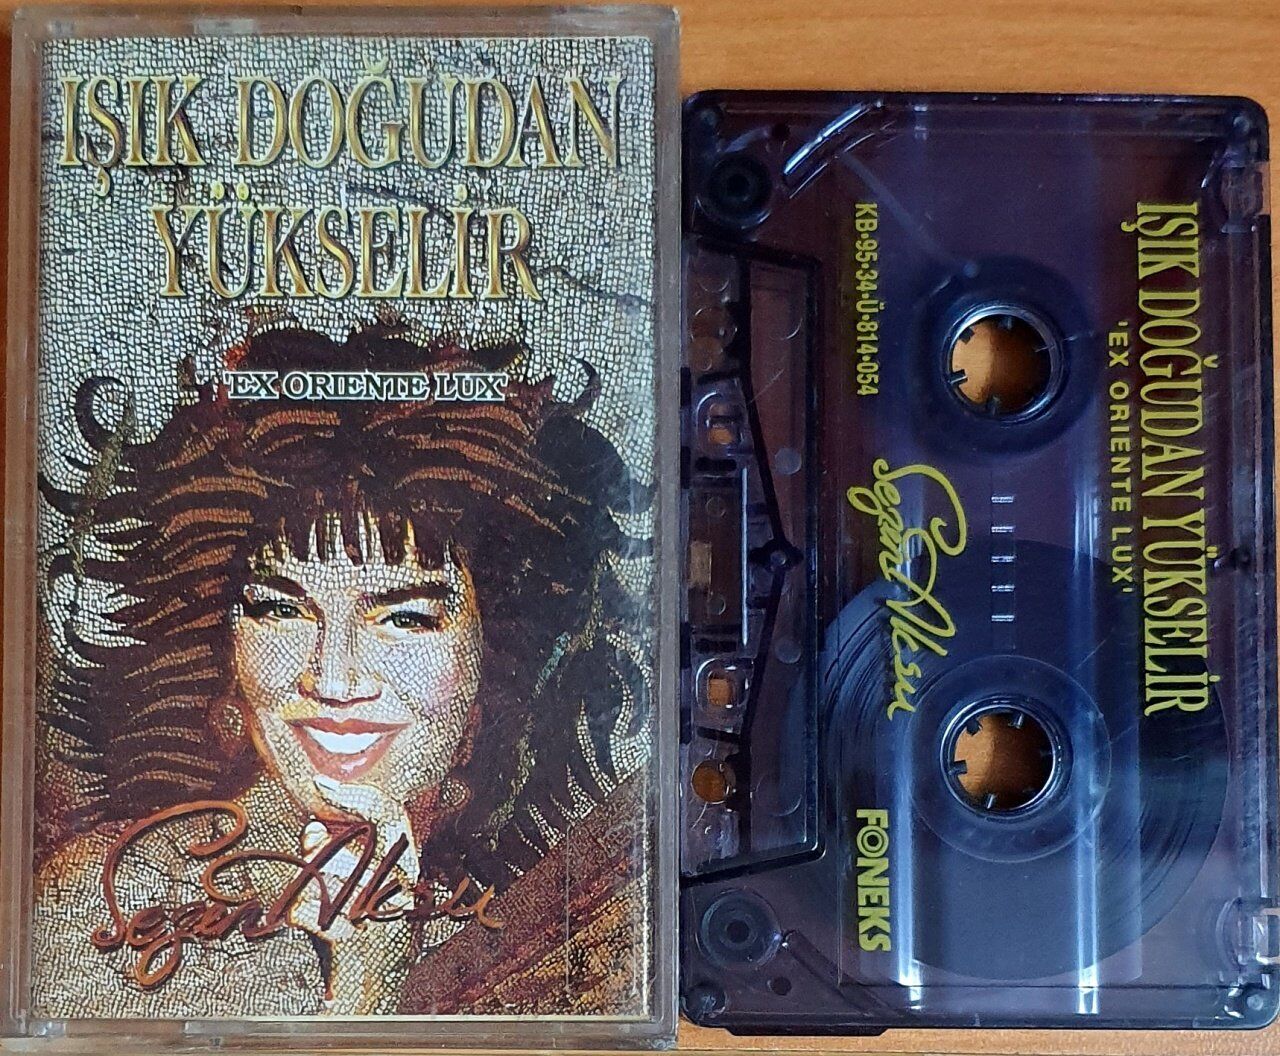 IŞIK DOĞUDAN
YÜKSELİR
'EX ORIENTE LUX'
Sezen Aksu
IŞIK DOĞUDAN YÜKSELİR
'EX ORIENTE LUX'
Sezen Aksu
KB·95·34·Ü·814·054
F@NEKS